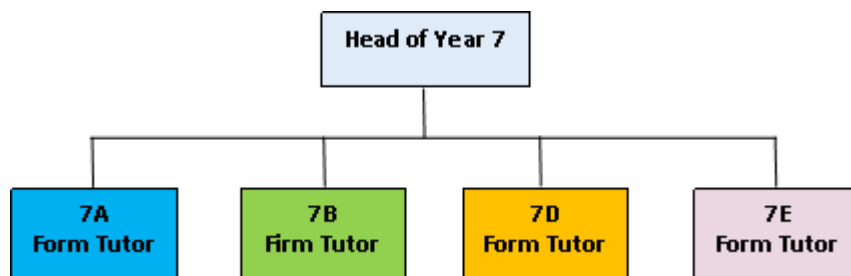 Head of Year 7
7A
Form Tutor
7B
Firm Tutor
7D
Form Tutor
7E
Form Tutor